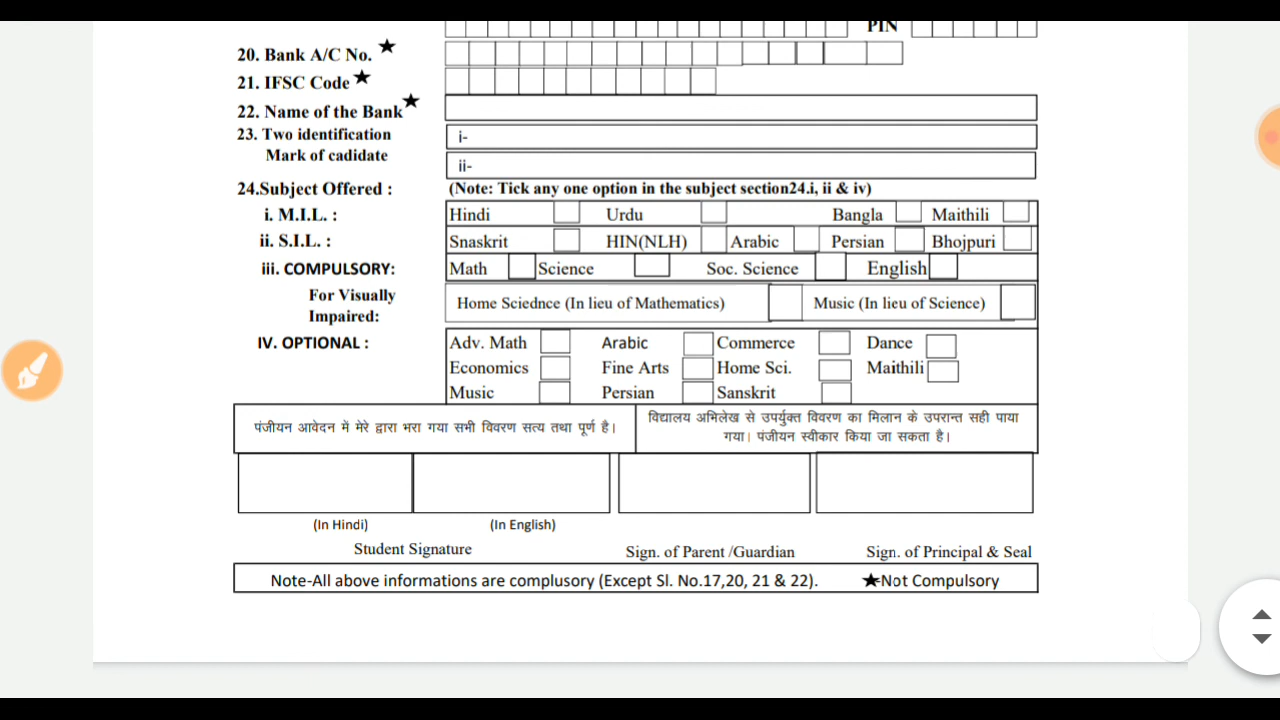 PIN
20. Bank A/C No. ★
21. IFSC Code ★
22. Name of the Bank ★
23. Two identification i-
Mark of cadidate ii-
24.Subject Offered : (Note: Tick any one option in the subject section24.i, ii & iv)
i. M.I.L. : Hindi Urdu Bangla Maithili
ii. S.I.L. : Snaskrit HIN(NLH) Arabic Persian Bhojpuri
iii. COMPULSORY: Math Science Soc. Science English
For Visually
Impaired: Home Sciednce (In lieu of Mathematics) Music (In lieu of Science)
IV. OPTIONAL : Adv. Math Arabic Commerce Dance
Economics Fine Arts Home Sci. Maithili
Music Persian Sanskrit
पंजीयन आवेदन में मेरे द्वारा भरा गया सभी विवरण सत्य तथा पूर्ण है।
विद्यालय अभिलेख से उपर्युक्त विवरण का मिलान के उपरान्त सही पाया
गया। पंजीयन स्वीकार किया जा सकता है।
(In Hindi) (In English)
Student Signature Sign. of Parent /Guardian Sign. of Principal & Seal
Note-All above informations are complusory (Except Sl. No.17,20, 21 & 22). ★Not Compulsory